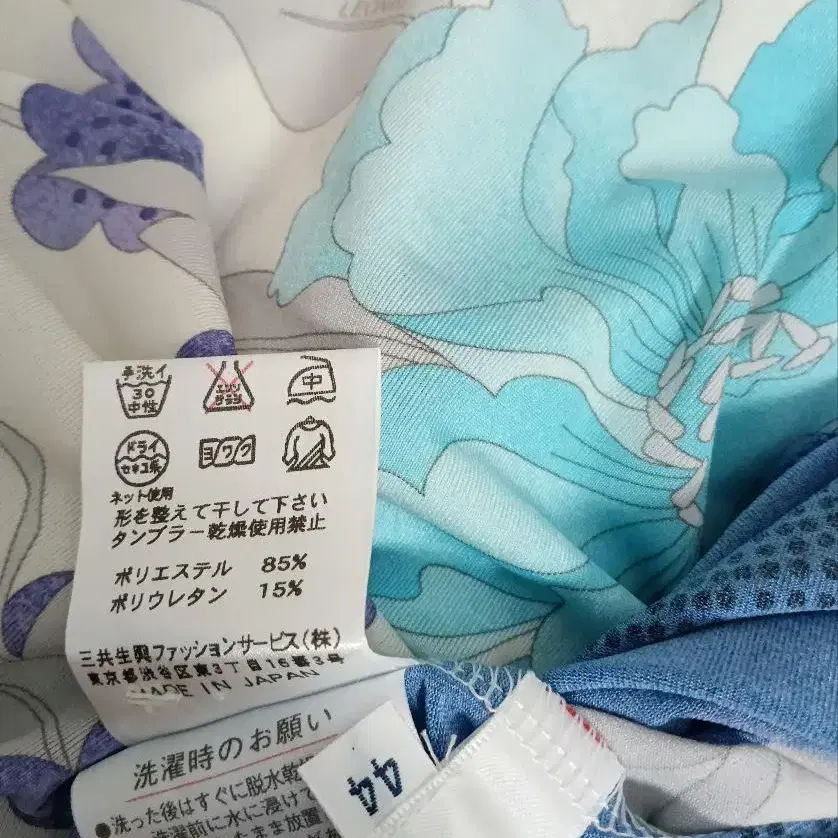 手洗イ
30
中性
エンソ
サラシ
中
ドライ
セキユ系
ヨワク
ネット使用
形を整えて干して下さい
タンブラー乾燥使用禁止
ポリエステル 85%
ポリウレタン 15%
三共生興ファッションサービス(株)
東京都渋谷区東3丁目16番3号
MADE IN JAPAN
洗濯時のお願い
44
●洗った後はすぐに脱水乾燥
洗濯前に水に浸けて
たまま放置